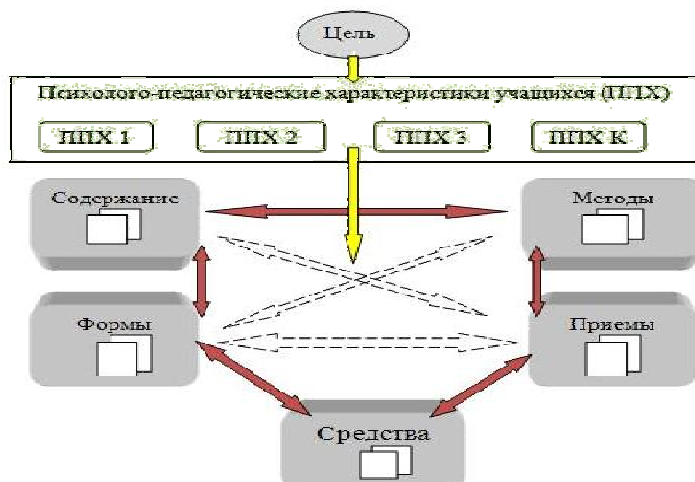 Цель
Психолого-педагогические характеристики учащихся (ППХ)
ППХ 1 ППХ 2 ППХ 3 ППХ К
Содержание Методы
Формы Приемы
Средства